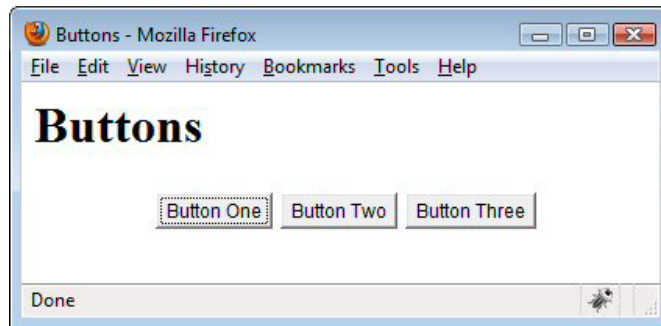 Buttons - Mozilla Firefox
File Edit View History Bookmarks Tools Help
Buttons
Button One Button Two Button Three
Done